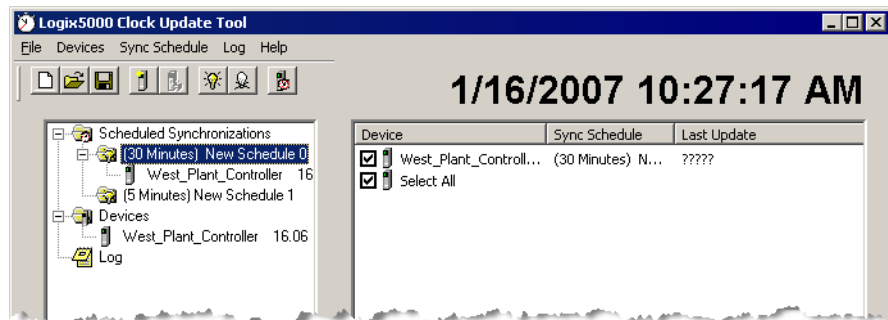 Logix5000 Clock Update Tool
File Devices Sync Schedule Log Help
1/16/2007 10:27:17 AM
Scheduled Synchronizations
(30 Minutes) New Schedule 0
West_Plant_Controller 16
(5 Minutes) New Schedule 1
Devices
West_Plant_Controller 16.06
Log
Device Sync Schedule Last Update
West_Plant_Controll... (30 Minutes) N... ?????
Select All